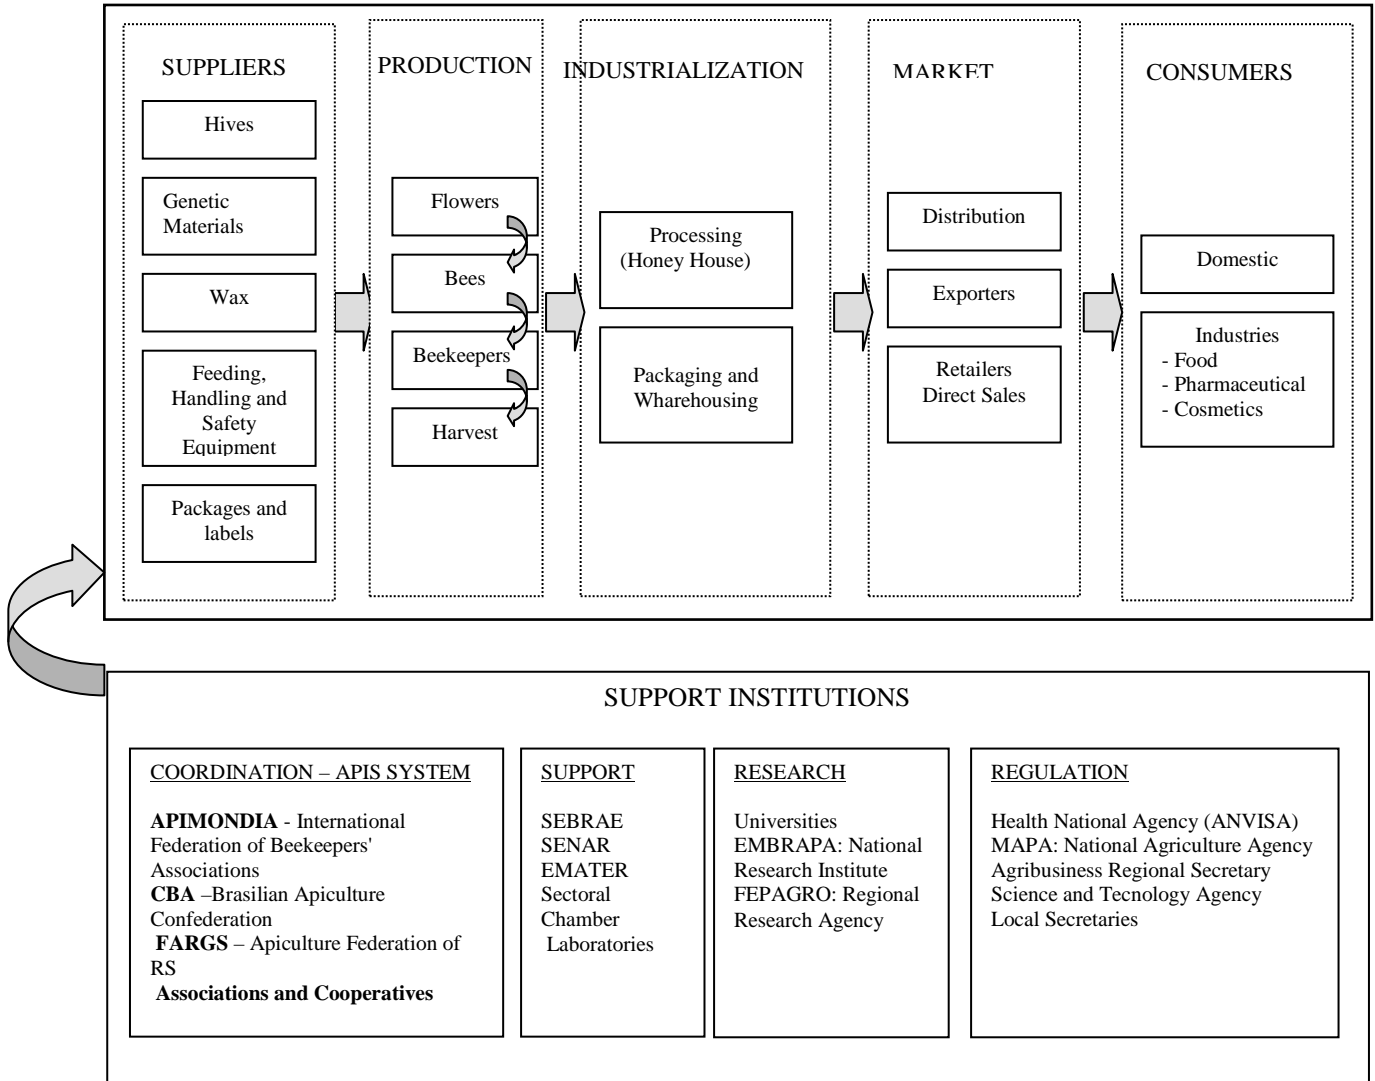 SUPPLIERS
Hives
Genetic
Materials
Wax
Feeding,
Handling and
Safety
Equipment
Packages and
labels
PRODUCTION
Flowers
Bees
Beekeepers
Harvest
INDUSTRIALIZATION
Processing
(Honey House)
Packaging and
Wharehousing
MARKET
Distribution
Exporters
Retailers
Direct Sales
CONSUMERS
Domestic
Industries
- Food
- Pharmaceutical
- Cosmetics
SUPPORT INSTITUTIONS
COORDINATION – APIS SYSTEM
APIMONDIA - International
Federation of Beekeepers'
Associations
CBA –Brasilian Apiculture
Confederation
FARGS – Apiculture Federation of
RS
Associations and Cooperatives
SUPPORT
SEBRAE
SENAR
EMATER
Sectoral
Chamber
Laboratories
RESEARCH
Universities
EMBRAPA: National
Research Institute
FEPAGRO: Regional
Research Agency
REGULATION
Health National Agency (ANVISA)
MAPA: National Agriculture Agency
Agribusiness Regional Secretary
Science and Tecnology Agency
Local Secretaries